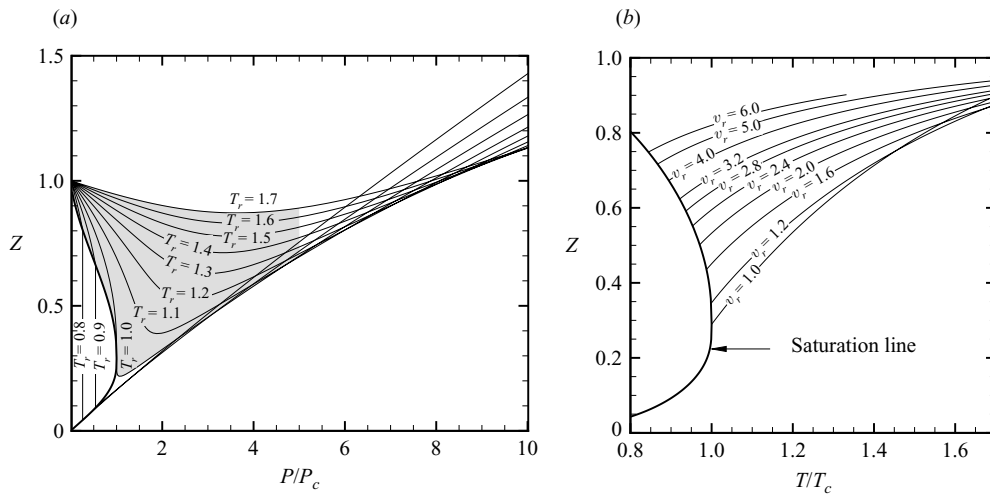 (a)
1.5
1.0
Z
0.5
0
2
4
6
8
10
P/P_c
T_r = 1.7
T_r = 1.6
T_r = 1.5
T_r = 1.4
T_r = 1.3
T_r = 1.2
T_r = 1.1
T_r = 1.0
T_r = 0.9
T_r = 0.8
(b)
1.0
0.8
0.6
Z
0.4
0.2
0
0.8
1.0
1.2
1.4
1.6
T/T_c
v_r = 6.0
v_r = 5.0
v_r = 4.0
v_r = 3.2
v_r = 2.8
v_r = 2.4
v_r = 2.0
v_r = 1.6
v_r = 1.2
v_r = 1.0
Saturation line